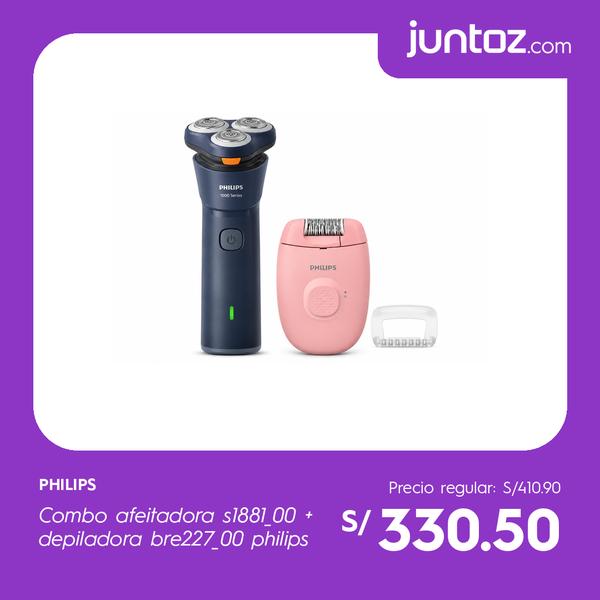 juntoz.com
PHILIPS
1000 Series
PHILIPS
PHILIPS
Combo afeitadora s1881_00 +
depiladora bre227_00 philips
Precio regular: S/410.90
S/ 330.50